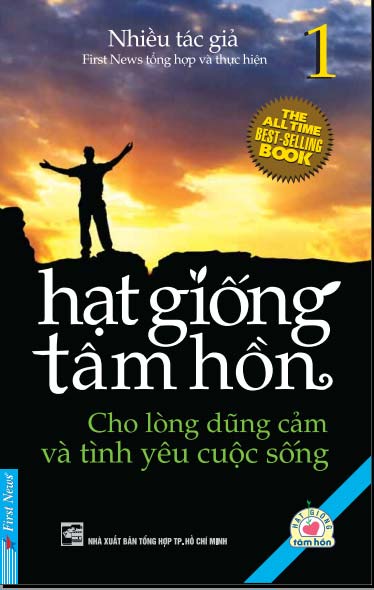 Nhiều tác giả
First News tổng hợp và thực hiện
1
THE
ALL TIME
BEST-SELLING
BOOK
hạt giống
tâm hồn
Cho lòng dũng cảm
và tình yêu cuộc sống
First News
NHÀ XUẤT BẢN TỔNG HỢP TP. HỒ CHÍ MINH
HẠT GIỐNG
tâm hồn